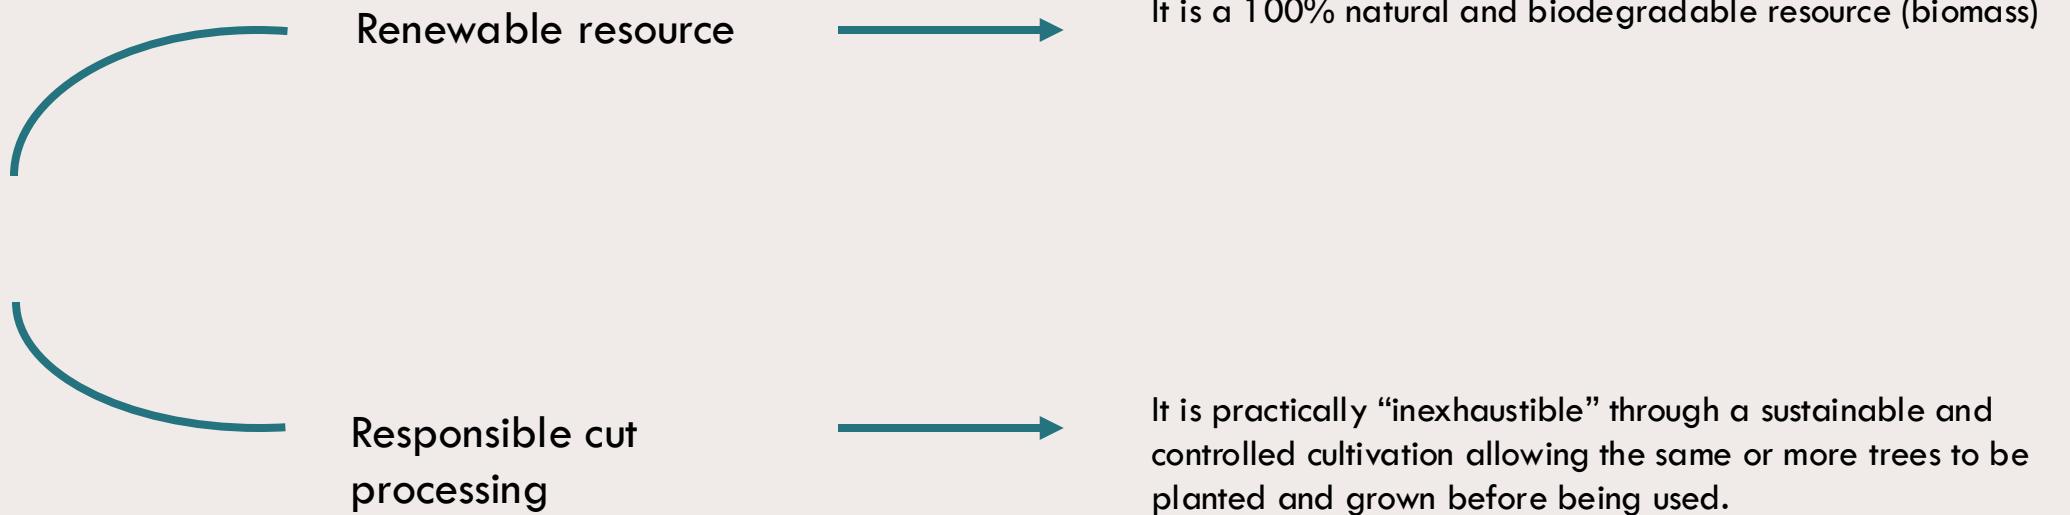 Renewable resource
It is a 100% natural and biodegradable resource (biomass)
Responsible cut
processing
It is practically “inexhaustible” through a sustainable and
controlled cultivation allowing the same or more trees to be
planted and grown before being used.